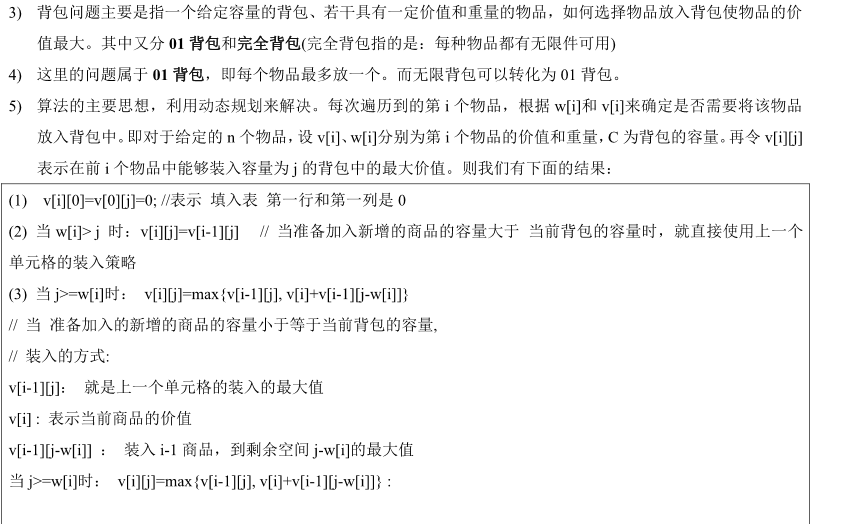 3) 背包问题主要是指一个给定容量的背包、若干具有一定价值和重量的物品，如何选择物品放入背包使物品的价
值最大。其中又分 01 背包和完全背包(完全背包指的是：每种物品都有无限件可用)
4) 这里的问题属于 01 背包，即每个物品最多放一个。而无限背包可以转化为 01 背包。
5) 算法的主要思想，利用动态规划来解决。每次遍历到的第 i 个物品，根据 w[i]和 v[i]来确定是否需要将该物品
放入背包中。即对于给定的 n 个物品，设 v[i]、w[i]分别为第 i 个物品的价值和重量，C 为背包的容量。再令 v[i][j]
表示在前 i 个物品中能够装入容量为 j 的背包中的最大价值。则我们有下面的结果：
(1) v[i][0]=v[0][j]=0; //表示 填入表 第一行和第一列是 0
(2) 当 w[i]> j 时：v[i][j]=v[i-1][j] // 当准备加入新增的商品的容量大于 当前背包的容量时，就直接使用上一个
单元格的装入策略
(3) 当 j>=w[i]时： v[i][j]=max{v[i-1][j], v[i]+v[i-1][j-w[i]]}
// 当 准备加入的新增的商品的容量小于等于当前背包的容量,
// 装入的方式:
v[i-1][j]： 就是上一个单元格的装入的最大值
v[i] : 表示当前商品的价值
v[i-1][j-w[i]] ： 装入 i-1 商品，到剩余空间 j-w[i]的最大值
当 j>=w[i]时： v[i][j]=max{v[i-1][j], v[i]+v[i-1][j-w[i]]} :